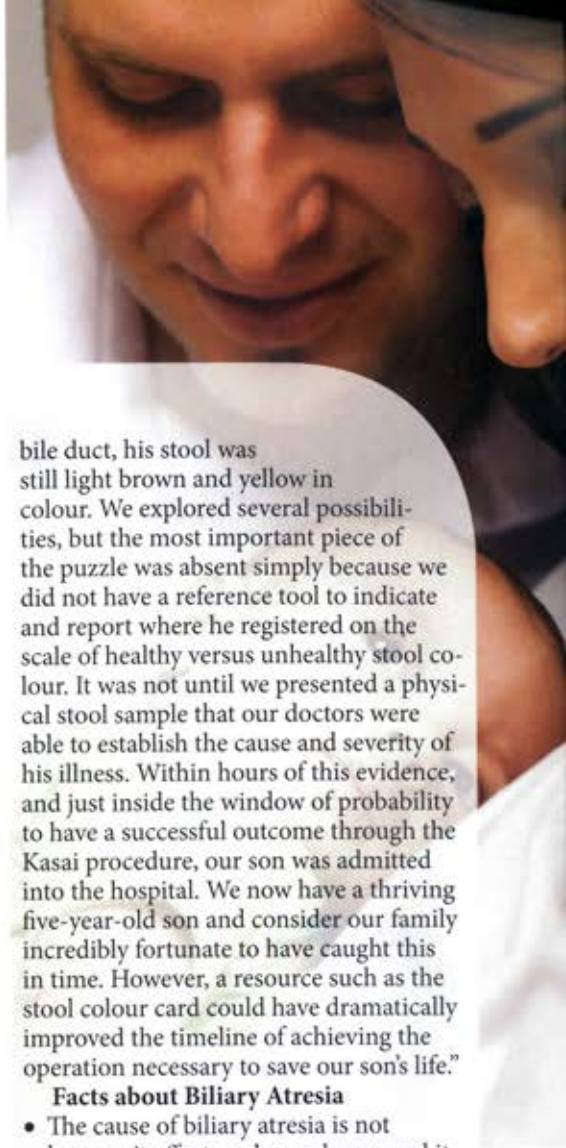 bile duct, his stool was
still light brown and yellow in
colour. We explored several possibili-
ties, but the most important piece of
the puzzle was absent simply because we
did not have a reference tool to indicate
and report where he registered on the
scale of healthy versus unhealthy stool co-
lour. It was not until we presented a physi-
cal stool sample that our doctors were
able to establish the cause and severity of
his illness. Within hours of this evidence,
and just inside the window of probability
to have a successful outcome through the
Kasai procedure, our son was admitted
into the hospital. We now have a thriving
five-year-old son and consider our family
incredibly fortunate to have caught this
in time. However, a resource such as the
stool colour card could have dramatically
improved the timeline of achieving the
operation necessary to save our son's life."
Facts about Biliary Atresia
• The cause of biliary atresia is not